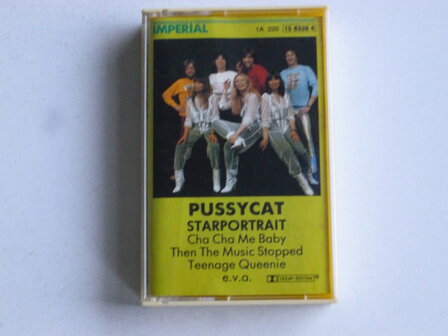 IMPERIAL 1A 220 15 8328 4
PUSSYCAT
STARPORTRAIT
Cha Cha Me Baby
Then The Music Stopped
Teenage Queenie
e.v.a. DOLBY SYSTEM